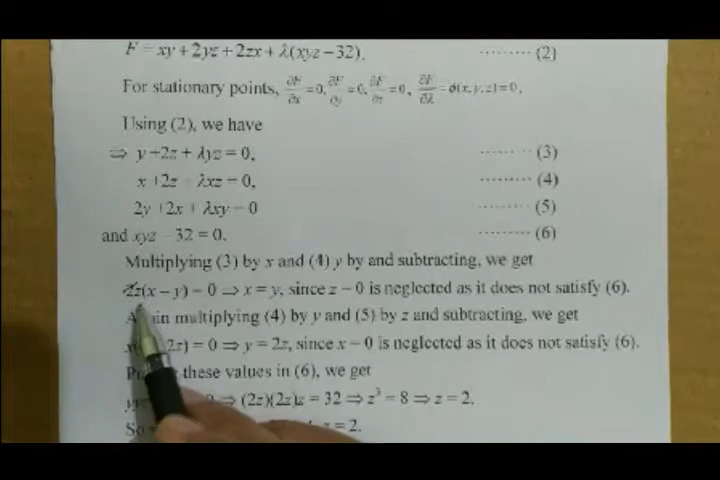 F = xy + 2yz + 2zx + λ(xyz − 32). ········· (2)
For stationary points, ∂F/∂x = 0, ∂F/∂y = 0, ∂F/∂z = 0, ∂F/∂λ = ϕ(x, y, z) = 0,
Using (2), we have
⇒ y + 2z + λyz = 0, ········· (3)
x + 2z + λxz = 0, ········· (4)
2y + 2x + λxy = 0 ········· (5)
and xyz − 32 = 0. ········· (6)
Multiplying (3) by x and (4) y by and subtracting, we get
2z(x − y) = 0 ⇒ x = y, since z = 0 is neglected as it does not satisfy (6).
multiplying (4) by y and (5) by z and subtracting, we get
2z) = 0 ⇒ y = 2z, since x = 0 is neglected as it does not satisfy (6).
these values in (6), we get
⇒ (2z)(2z)z = 32 ⇒ z³ = 8 ⇒ z = 2.
So z = 2.